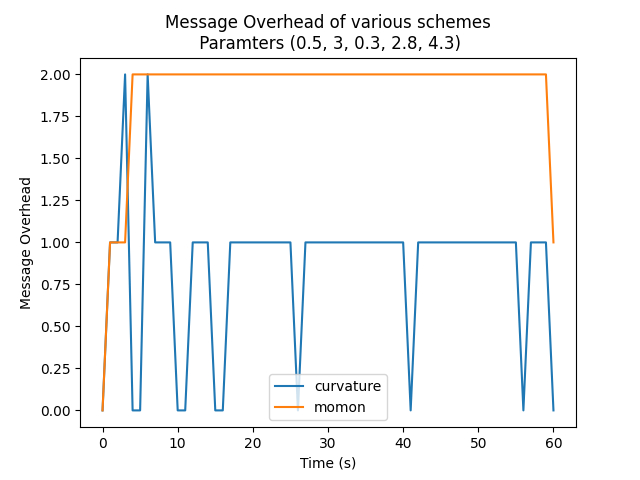 Message Overhead of various schemes
Paramters (0.5, 3, 0.3, 2.8, 4.3)
Message Overhead
2.00
1.75
1.50
1.25
1.00
0.75
0.50
0.25
0.00
curvature
momon
0 10 20 30 40 50 60
Time (s)